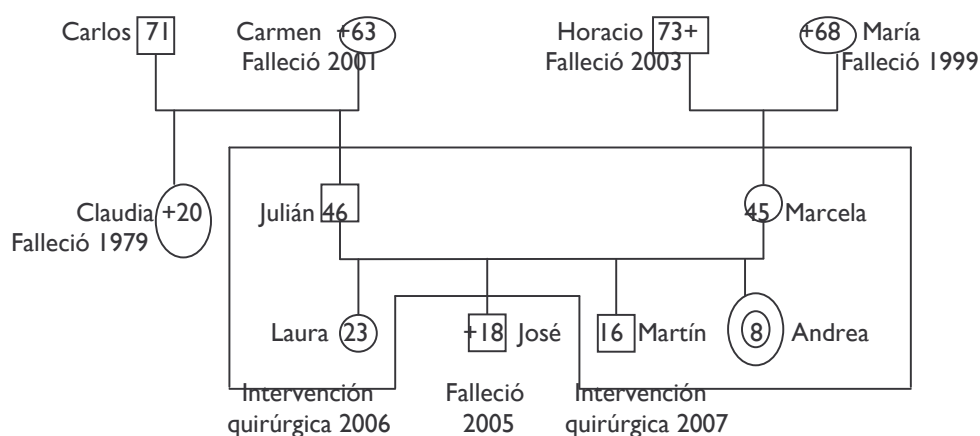 Carlos 71 Carmen +63 Horacio 73+ +68 María
Falleció 2001 Falleció 2003 Falleció 1999
Claudia +20 Julián 46 45 Marcela
Falleció 1979
Laura 23 +18 José 16 Martín 8 Andrea
Intervención Falleció Intervención
quirúrgica 2006 2005 quirúrgica 2007